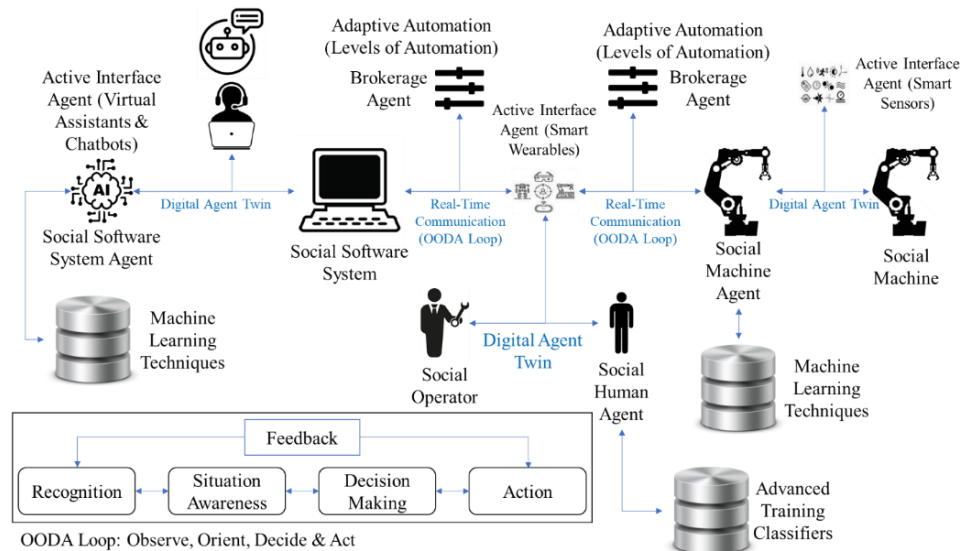 Adaptive Automation
(Levels of Automation)
Brokerage
Agent
Adaptive Automation
(Levels of Automation)
Brokerage
Agent
Active Interface
Agent (Virtual
Assistants &
Chatbots)
Active Interface
Agent (Smart
Wearables)
Active Interface
Agent (Smart
Sensors)
AI
Digital Agent Twin
Real-Time
Communication
(OODA Loop)
Real-Time
Communication
(OODA Loop)
Digital Agent Twin
Social Software
System Agent
Social Software
System
Social
Machine
Agent
Social
Machine
Machine
Learning
Techniques
Social
Operator
Digital Agent
Twin
Social
Human
Agent
Machine
Learning
Techniques
Feedback
Recognition
Situation
Awareness
Decision
Making
Action
Advanced
Training
Classifiers
OODA Loop: Observe, Orient, Decide & Act